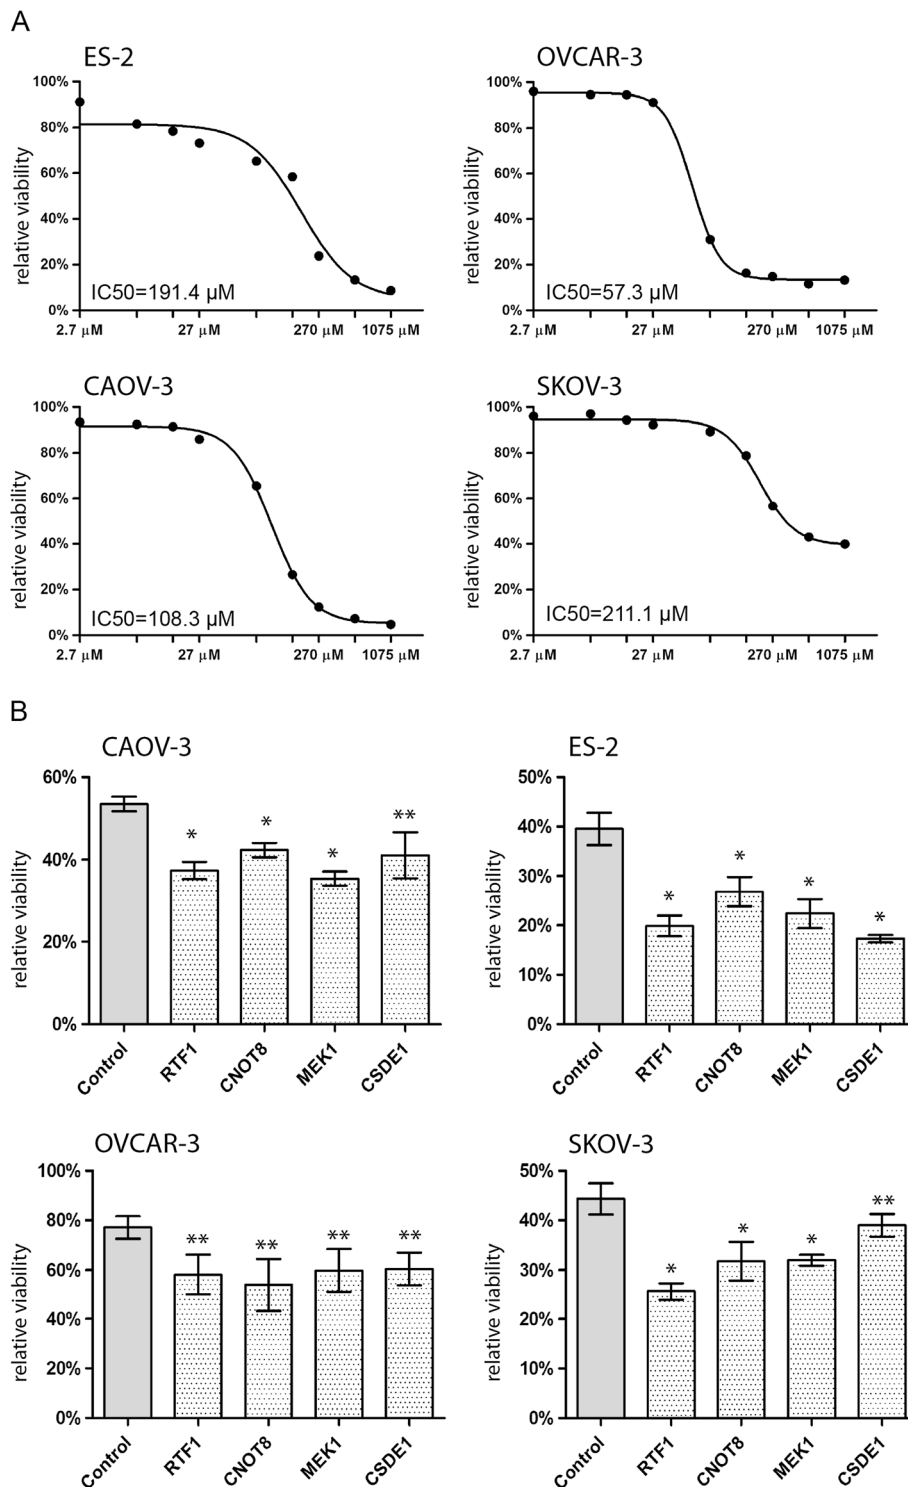 A
ES-2
relative viability
100%
80%
60%
40%
20%
0%
IC50=191.4 µM
2.7 µM 27 µM 270 µM 1075 µM
OVCAR-3
relative viability
100%
80%
60%
40%
20%
0%
IC50=57.3 µM
2.7 µM 27 µM 270 µM 1075 µM
CAOV-3
relative viability
100%
80%
60%
40%
20%
0%
IC50=108.3 µM
2.7 µM 27 µM 270 µM 1075 µM
SKOV-3
relative viability
100%
80%
60%
40%
20%
0%
IC50=211.1 µM
2.7 µM 27 µM 270 µM 1075 µM
B
CAOV-3
relative viability
60%
40%
20%
0%
* * * **
Control RTF1 CNOT8 MEK1 CSDE1
ES-2
relative viability
50%
40%
30%
20%
10%
0%
* * * *
Control RTF1 CNOT8 MEK1 CSDE1
OVCAR-3
relative viability
100%
80%
60%
40%
20%
0%
** ** ** **
Control RTF1 CNOT8 MEK1 CSDE1
SKOV-3
relative viability
50%
40%
30%
20%
10%
0%
* * * **
Control RTF1 CNOT8 MEK1 CSDE1